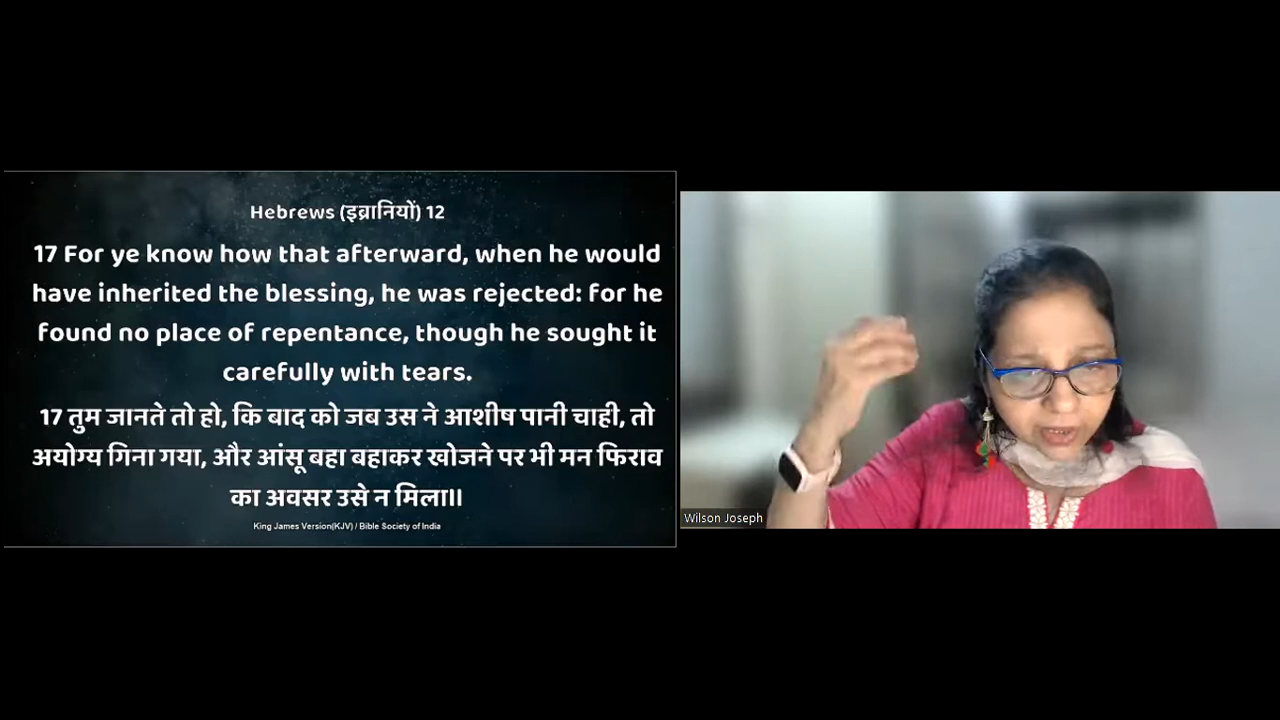 Hebrews (इब्रानियों) 12
17 For ye know how that afterward, when he would
have inherited the blessing, he was rejected: for he
found no place of repentance, though he sought it
carefully with tears.
17 तुम जानते तो हो, कि बाद को जब उस ने आशीष पानी चाही, तो
अयोग्य गिना गया, और आंसू बहा बहाकर खोजने पर भी मन फिराव
का अवसर उसे न मिला॥
King James Version(KJV) / Bible Society of India
Wilson Joseph